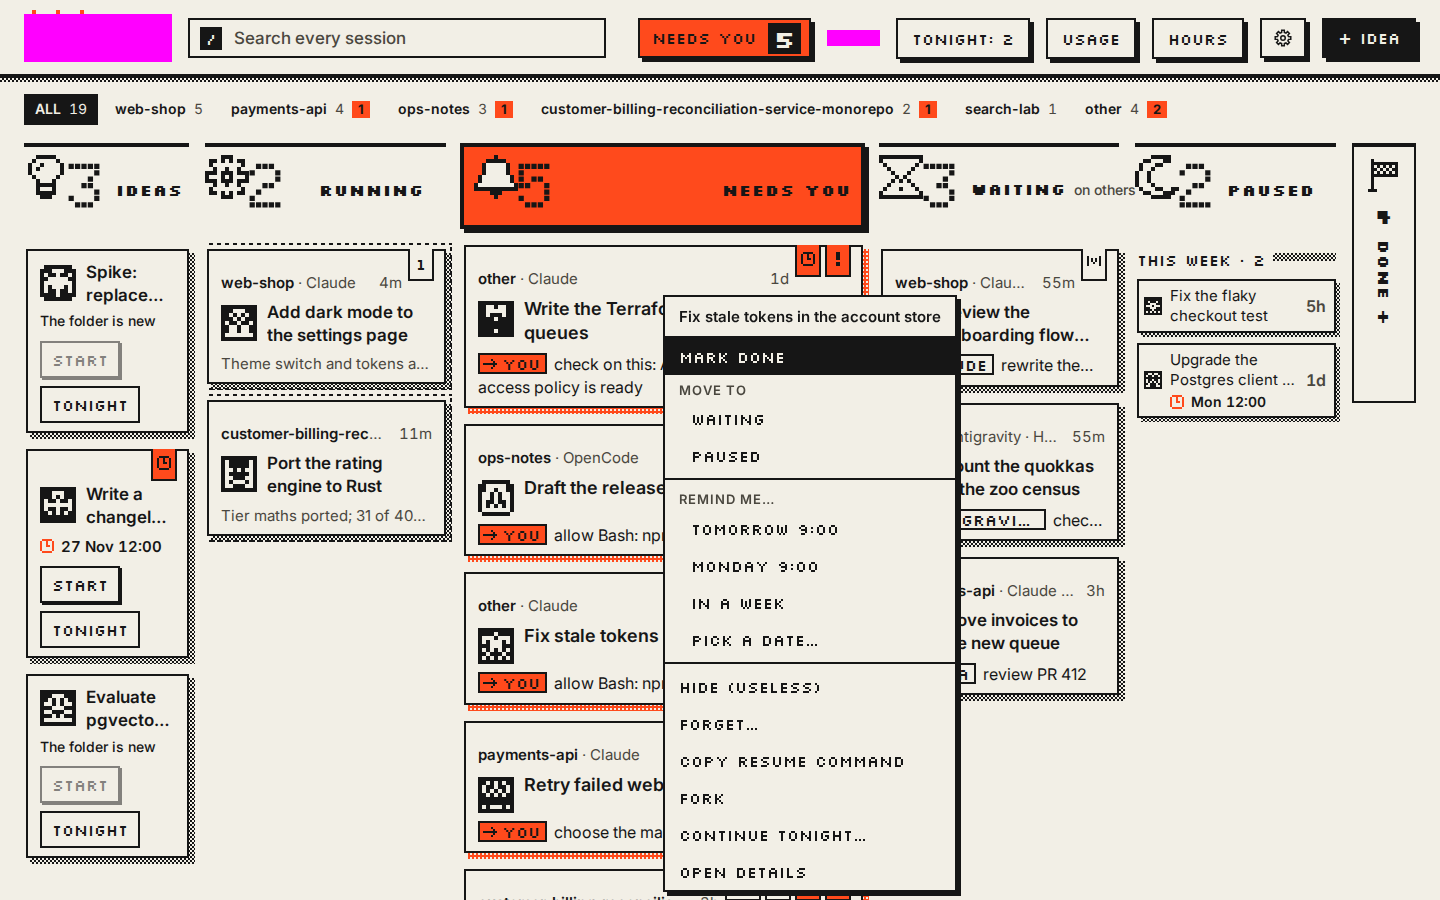 / Search every session
NEEDS YOU 5
TONIGHT: 2
USAGE
HOURS
+ IDEA
ALL 19
web-shop 5
payments-api 4 1
ops-notes 3 1
customer-billing-reconciliation-service-monorepo 2 1
search-lab 1
other 4 2
3 IDEAS
2 RUNNING
5 NEEDS YOU
3 WAITING on others
2 PAUSED
4 DONE +
Spike:
replace...
The folder is new
START
TONIGHT
Write a
changel...
27 Nov 12:00
START
TONIGHT
Evaluate
pgvecto...
The folder is new
START
TONIGHT
1
web-shop · Claude 4m
Add dark mode to
the settings page
Theme switch and tokens a...
customer-billing-rec... 11m
Port the rating
engine to Rust
Tier maths ported; 31 of 40...
!
other · Claude 1d
Write the Terraf
queues
→ YOU check on this:
access policy is ready
ops-notes · OpenCode
Draft the release
→ YOU allow Bash: np
other · Claude
Fix stale tokens
→ YOU allow Bash: np
payments-api · Claude
Retry failed web
→ YOU choose the ma
Fix stale tokens in the account store
MARK DONE
MOVE TO
WAITING
PAUSED
REMIND ME...
TOMORROW 9:00
MONDAY 9:00
IN A WEEK
PICK A DATE...
HIDE (USELESS)
FORGET...
COPY RESUME COMMAND
FORK
CONTINUE TONIGHT...
OPEN DETAILS
web-shop · Clau... 55m
view the
boarding flow...
DE rewrite the...
tigravity · H... 55m
unt the quokkas
the zoo census
GRAVI... chec...
s-api · Claude ... 3h
ove invoices to
e new queue
A review PR 412
THIS WEEK · 2
Fix the flaky
checkout test 5h
Upgrade the
Postgres client ... 1d
Mon 12:00